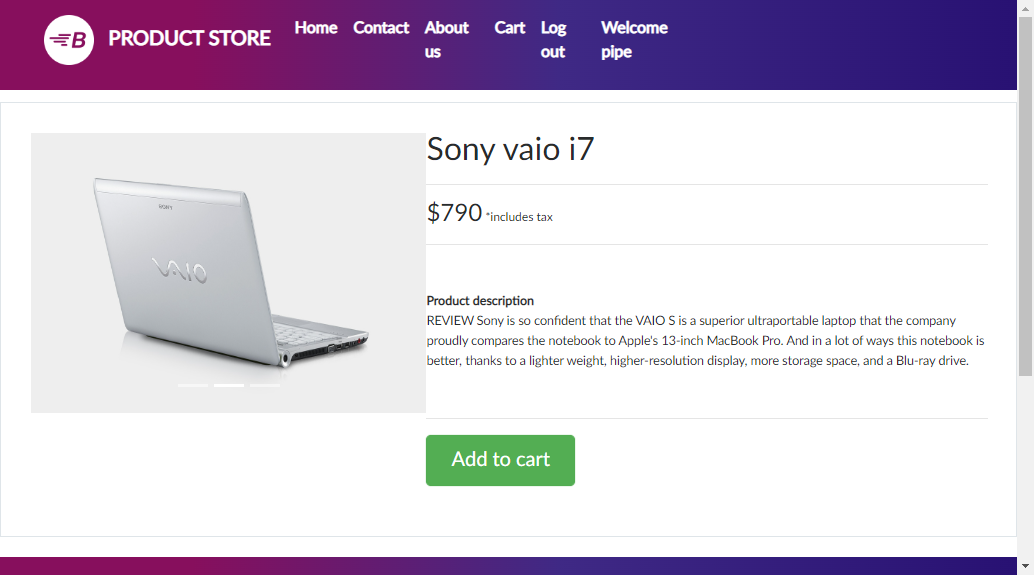 B PRODUCT STORE Home Contact About us Cart Log out Welcome pipe
Sony vaio i7
$790 *includes tax
Product description
REVIEW Sony is so confident that the VAIO S is a superior ultraportable laptop that the company
proudly compares the notebook to Apple's 13-inch MacBook Pro. And in a lot of ways this notebook is
better, thanks to a lighter weight, higher-resolution display, more storage space, and a Blu-ray drive.
SONY
VAIO
Add to cart